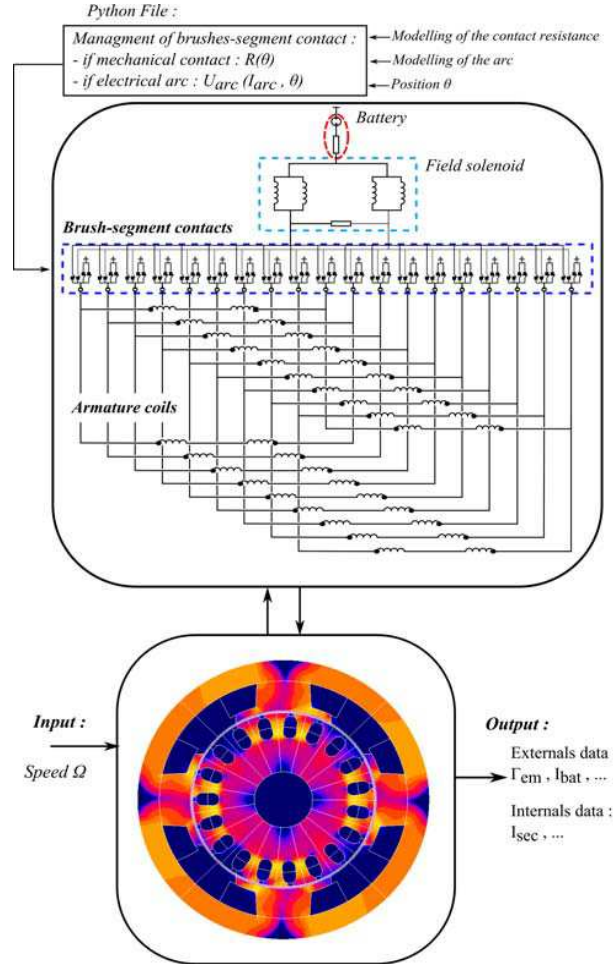 Python File :
Managment of brushes-segment contact :
- if mechanical contact : R(θ)
- if electrical arc : Uarc (Iarc , θ)
Modelling of the contact resistance
Modelling of the arc
Position θ
Battery
Field solenoid
Brush-segment contacts
Armature coils
Input :
Speed Ω
Output :
Externals data
Γem , Ibat , ...
Internals data :
Isec , ...